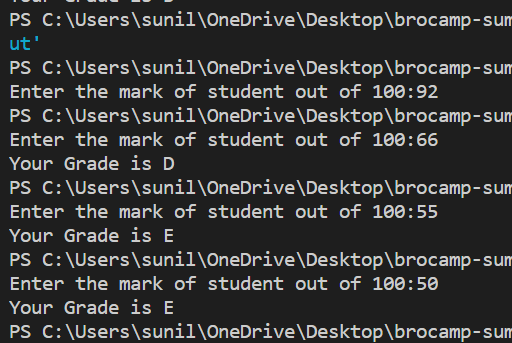 PS C:\Users\sunil\OneDrive\Desktop\brocamp-sum
ut'
PS C:\Users\sunil\OneDrive\Desktop\brocamp-sum
Enter the mark of student out of 100:92
PS C:\Users\sunil\OneDrive\Desktop\brocamp-sum
Enter the mark of student out of 100:66
Your Grade is D
PS C:\Users\sunil\OneDrive\Desktop\brocamp-sum
Enter the mark of student out of 100:55
Your Grade is E
PS C:\Users\sunil\OneDrive\Desktop\brocamp-sum
Enter the mark of student out of 100:50
Your Grade is E
PS C:\Users\sunil\OneDrive\Desktop\brocamp-sum